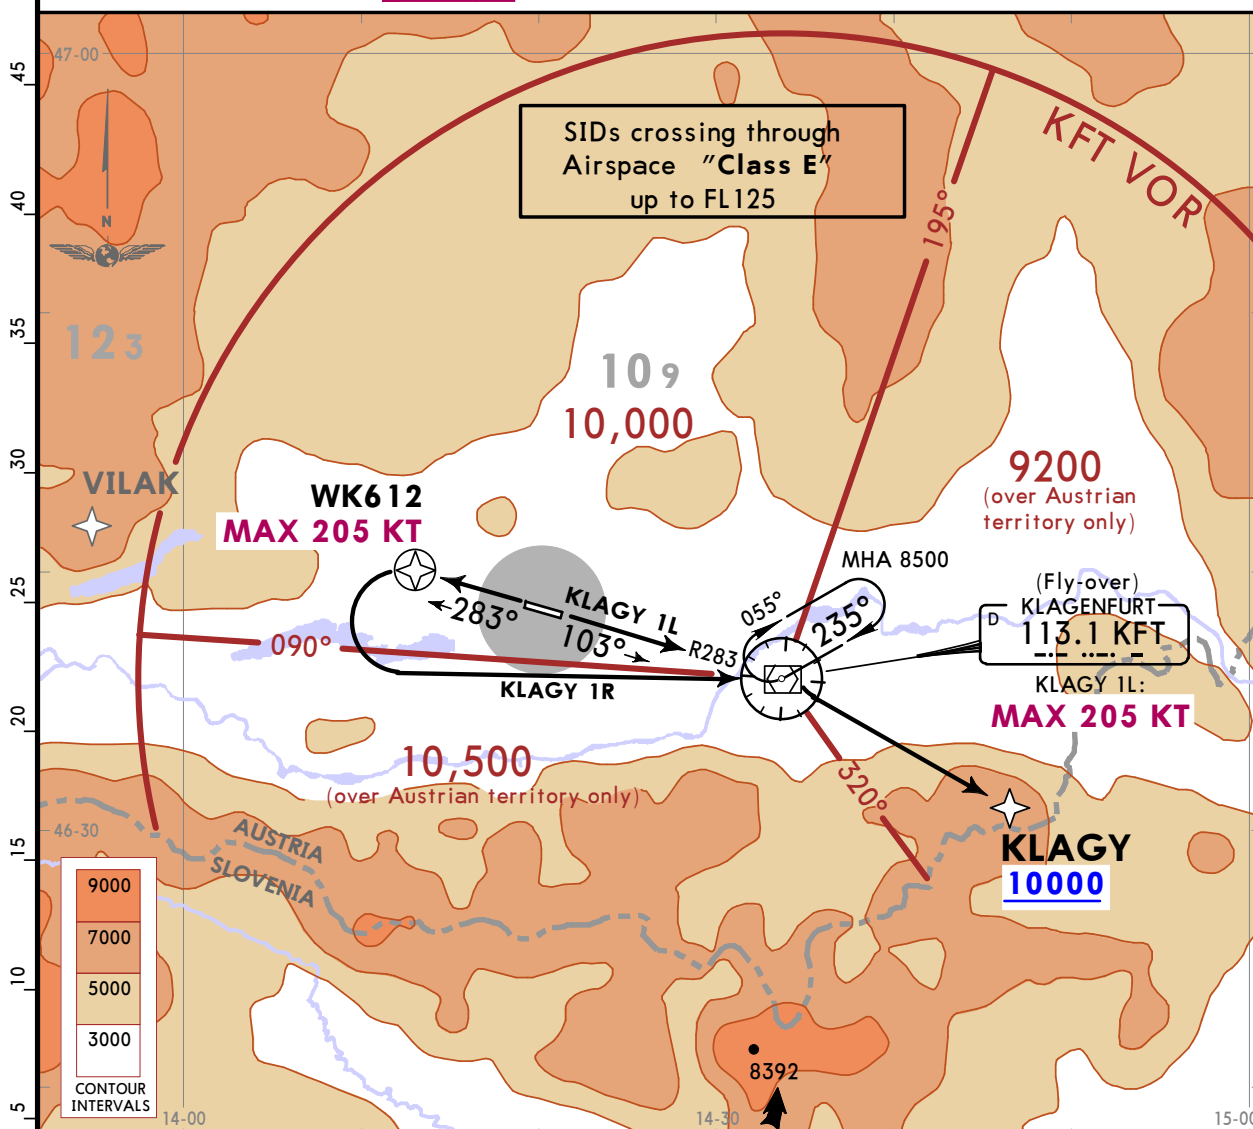 47-00
45
SIDs crossing through
Airspace "Class E"
up to FL125
KFT VOR
40
N
195°
35
12 3
10 9
10,000
30
VILAK
WK612
MAX 205 KT
9200
(over Austrian
territory only)
25
MHA 8500
(Fly-over)
KLAGENFURT
D
113.1 KFT
KLAGY 1L:
MAX 205 KT
055°
235°
KLAGY 1L
283°
103°
R283
090°
KLAGY 1R
20
10,500
(over Austrian territory only)
320°
46-30
AUSTRIA
SLOVENIA
15
KLAGY
10000
9000
7000
5000
3000
CONTOUR
INTERVALS
10
8392
5
14-00
14-30
15-00